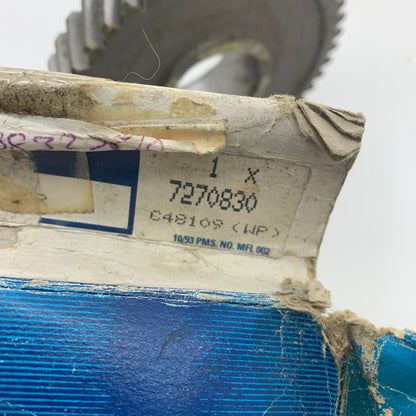 1 X
7270830
C48109 (WP)
10/93 PMS. NO. MFL 002